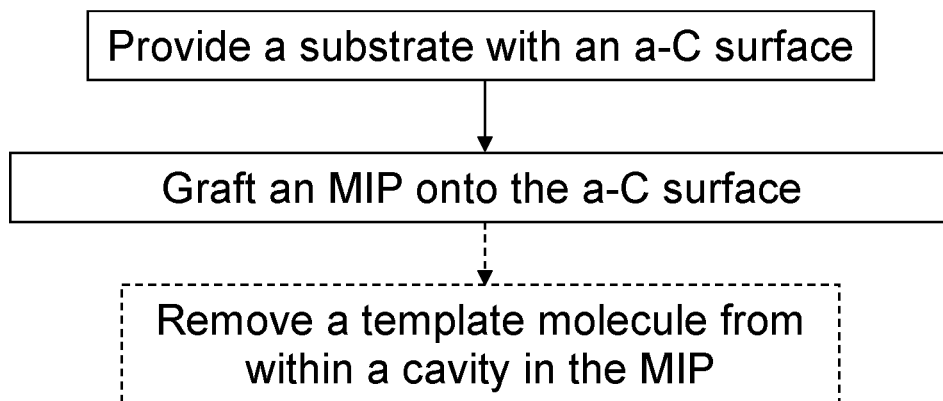 Provide a substrate with an a-C surface
Graft an MIP onto the a-C surface
Remove a template molecule from
within a cavity in the MIP